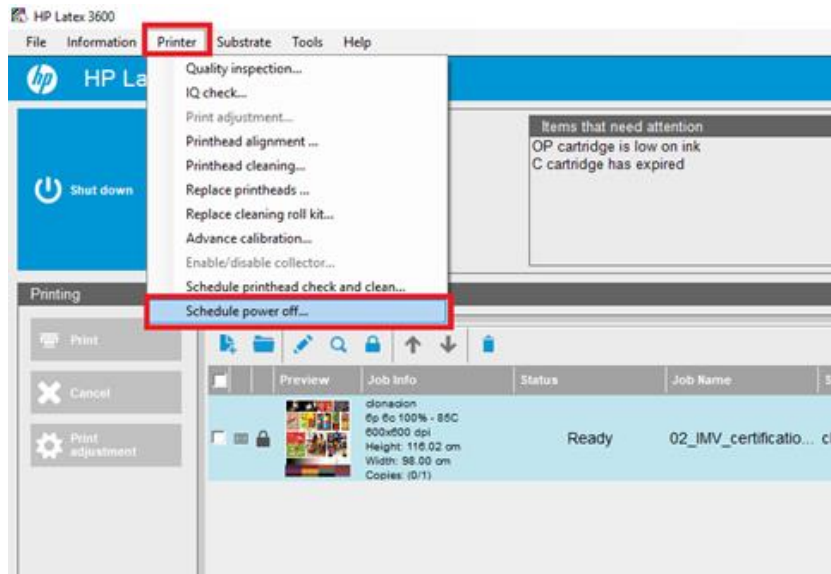 HP Latex 3600
File Information Printer Substrate Tools Help
hp HP La
Quality inspection...
IQ check...
Print adjustment...
Printhead alignment ...
Printhead cleaning...
Replace printheads ...
Replace cleaning roll kit...
Advance calibration...
Enable/disable collector...
Schedule printhead check and clean...
Schedule power off...
Shut down
Items that need attention
OP cartridge is low on ink
C cartridge has expired
Printing
Print
Cancel
Print
adjustment
Preview Job Info Status Job Name S
clonacion
6p 6c 100% - 86C
600x600 dpi
Height: 116.02 cm
Width: 98.00 cm
Copies: (0/1)
Ready 02_IMV_certificatio... cl